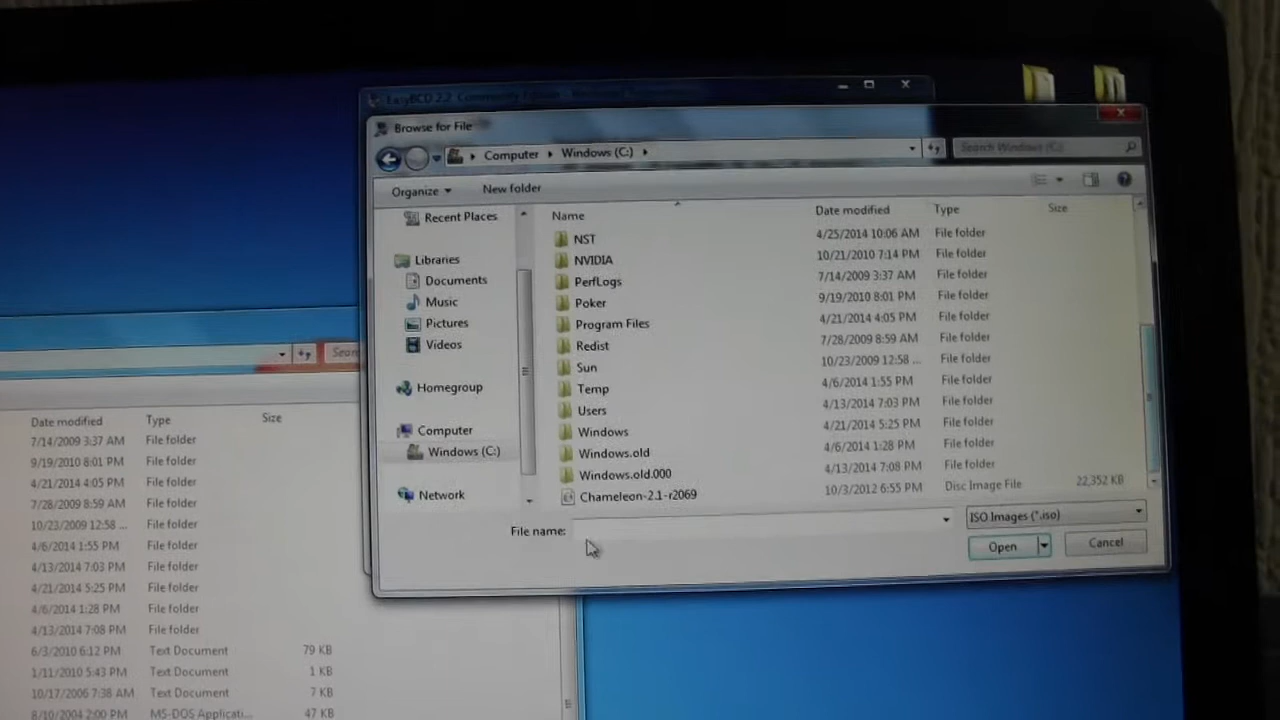 EasyBCD 2.2
Browse for File
Computer Windows (C:)
Search Windows (C:)
Organize New folder
Recent Places
Libraries
Documents
Music
Pictures
Videos
Homegroup
Computer
Windows (C:)
Network
Name Date modified Type Size
NST 4/25/2014 10:06 AM File folder
NVIDIA 10/21/2010 7:14 PM File folder
PerfLogs 7/14/2009 3:37 AM File folder
Poker 9/19/2010 8:01 PM File folder
Program Files 4/21/2014 4:05 PM File folder
Redist 7/28/2009 8:59 AM File folder
Sun 10/23/2009 12:58 ... File folder
Temp 4/6/2014 1:55 PM File folder
Users 4/13/2014 7:03 PM File folder
Windows 4/21/2014 5:25 PM File folder
Windows.old 4/6/2014 1:28 PM File folder
Windows.old.000 4/13/2014 7:08 PM File folder
Chameleon-2.1-r2069 10/3/2012 6:55 PM Disc Image File 22,352 KB
File name: ISO Images (*.iso)
Open Cancel
Sear
Date modified Type Size
7/14/2009 3:37 AM File folder
9/19/2010 8:01 PM File folder
4/21/2014 4:05 PM File folder
7/28/2009 8:59 AM File folder
10/23/2009 12:58 ... File folder
4/6/2014 1:55 PM File folder
4/13/2014 7:03 PM File folder
4/21/2014 5:25 PM File folder
4/6/2014 1:28 PM File folder
4/13/2014 7:08 PM File folder
6/3/2010 6:12 PM Text Document 79 KB
1/11/2010 5:43 PM Text Document 1 KB
10/17/2006 7:38 AM Text Document 7 KB
8/10/2004 2:00 PM MS-DOS Applicati... 47 KB